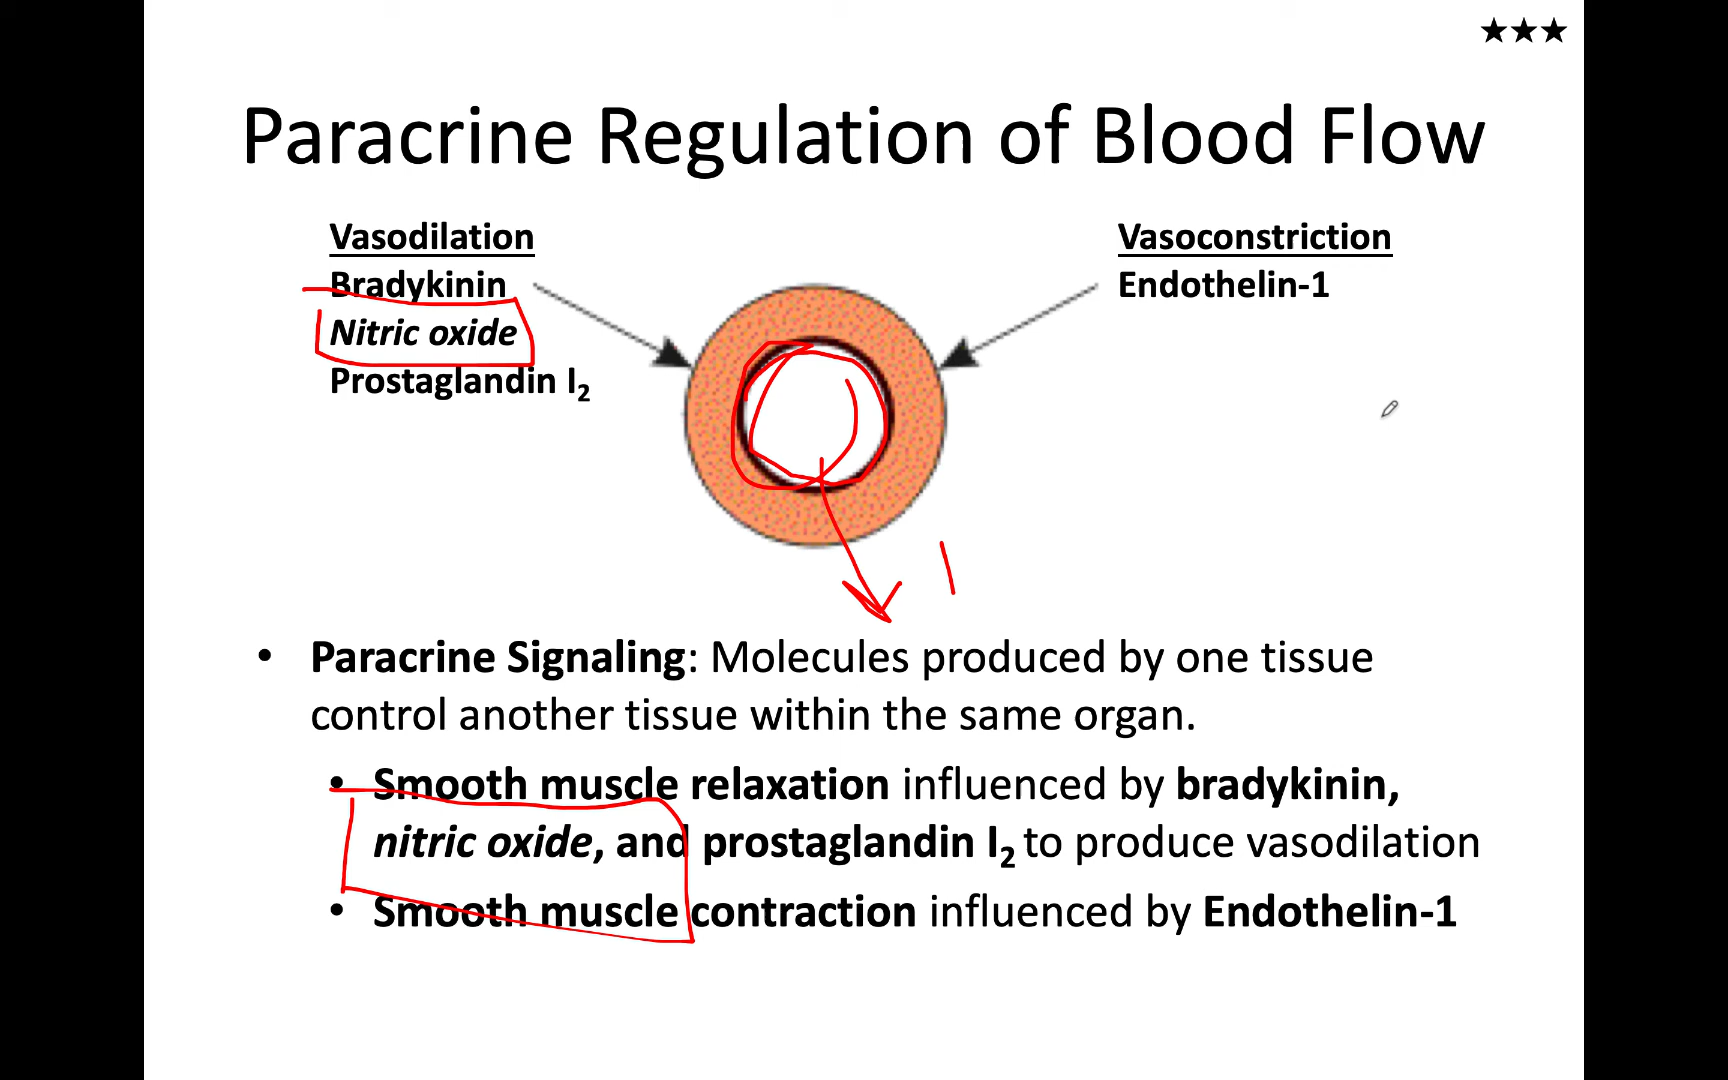 ★★★
Paracrine Regulation of Blood Flow
Vasodilation
Bradykinin
Nitric oxide
Prostaglandin I₂
Vasoconstriction
Endothelin-1
• Paracrine Signaling: Molecules produced by one tissue
control another tissue within the same organ.
• Smooth muscle relaxation influenced by bradykinin,
nitric oxide, and prostaglandin I₂ to produce vasodilation
• Smooth muscle contraction influenced by Endothelin-1